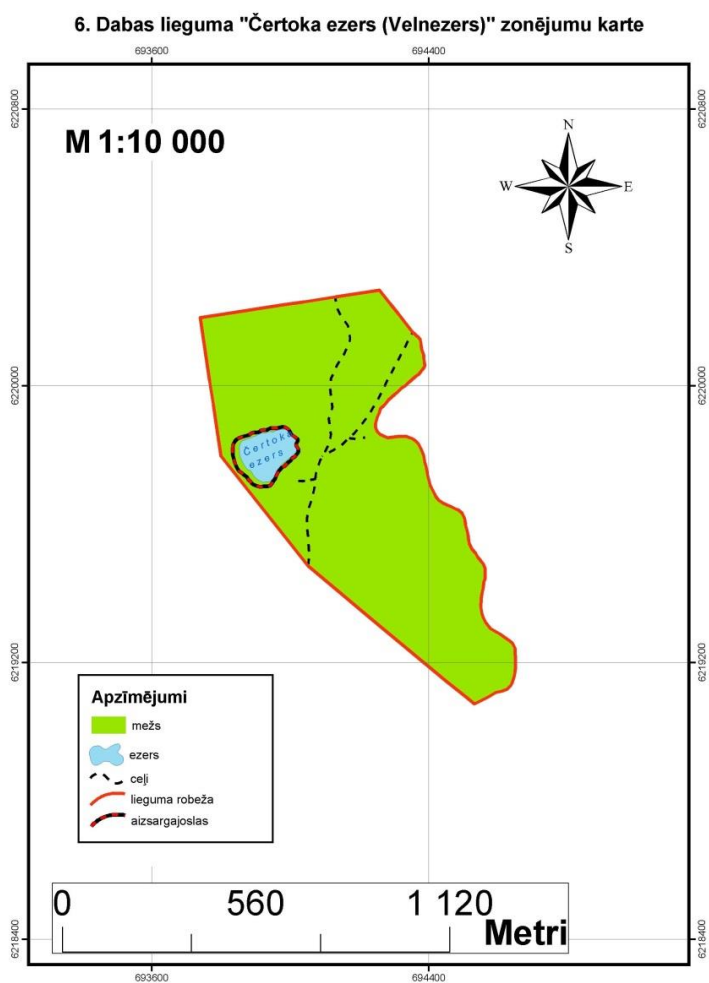 6. Dabas lieguma "Čertoka ezers (Velnezers)" zonējumu karte
693600 694400
6220800 6220800
M 1:10 000
N
W E
S
6220000 6220000
Čertoka
ezers
6219200 6219200
Apzīmējumi
mežs
ezers
ceļi
lieguma robeža
aizsargajoslas
0 560 1 120
Metri
6218400 6218400
693600 694400